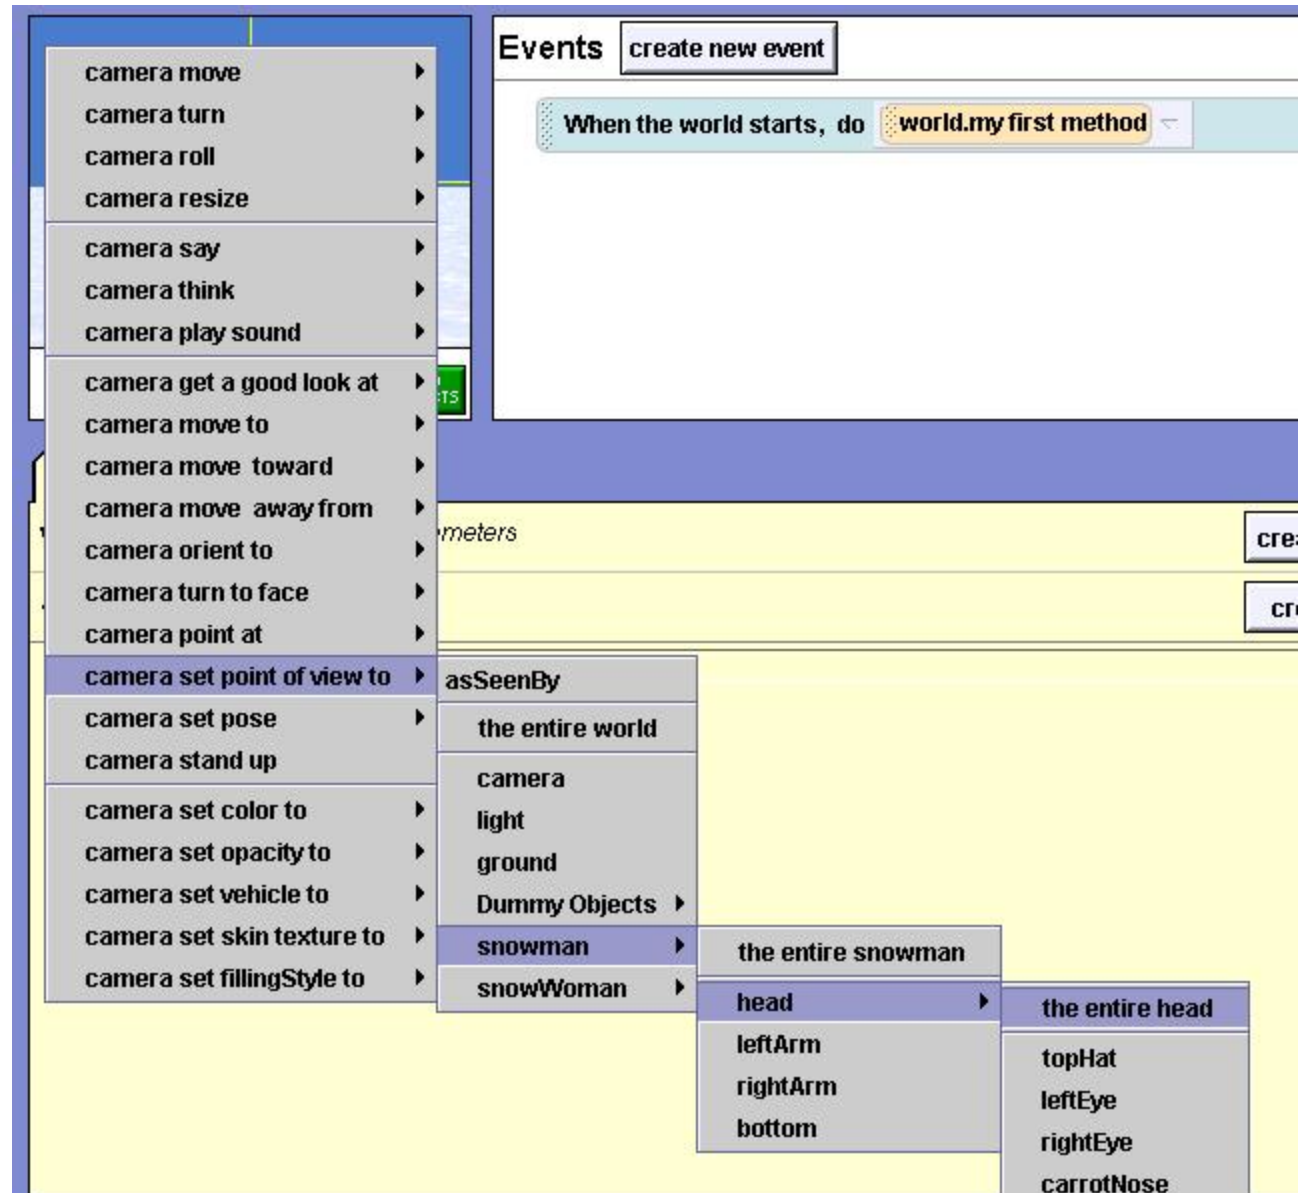 Events create new event
When the world starts, do world.my first method
camera move
camera turn
camera roll
camera resize
camera say
camera think
camera play sound
camera get a good look at
camera move to
camera move toward
camera move away from
camera orient to
camera turn to face
camera point at
camera set point of view to
camera set pose
camera stand up
camera set color to
camera set opacity to
camera set vehicle to
camera set skin texture to
camera set fillingStyle to
asSeenBy
the entire world
camera
light
ground
Dummy Objects
snowman
snowWoman
the entire snowman
head
leftArm
rightArm
bottom
the entire head
topHat
leftEye
rightEye
carrotNose